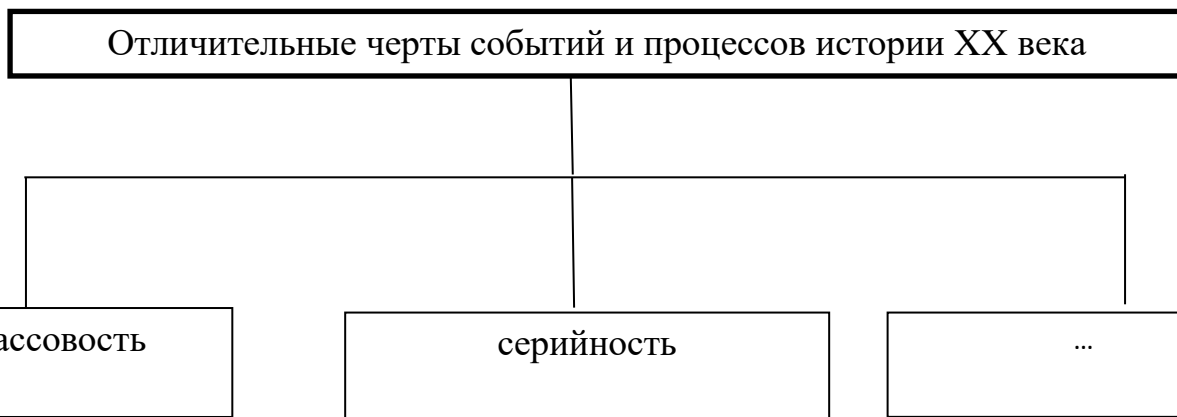 Отличительные черты событий и процессов истории XX века
ассовость
серийность
...